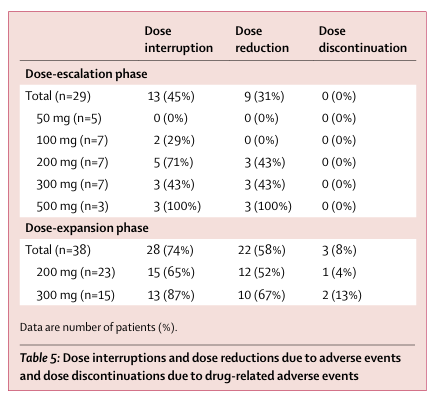 Dose interruption Dose reduction Dose discontinuation
Dose-escalation phase
Total (n=29) 13 (45%) 9 (31%) 0 (0%)
50 mg (n=5) 0 (0%) 0 (0%) 0 (0%)
100 mg (n=7) 2 (29%) 0 (0%) 0 (0%)
200 mg (n=7) 5 (71%) 3 (43%) 0 (0%)
300 mg (n=7) 3 (43%) 3 (43%) 0 (0%)
500 mg (n=3) 3 (100%) 3 (100%) 0 (0%)
Dose-expansion phase
Total (n=38) 28 (74%) 22 (58%) 3 (8%)
200 mg (n=23) 15 (65%) 12 (52%) 1 (4%)
300 mg (n=15) 13 (87%) 10 (67%) 2 (13%)
Data are number of patients (%).
Table 5: Dose interruptions and dose reductions due to adverse events
and dose discontinuations due to drug-related adverse events